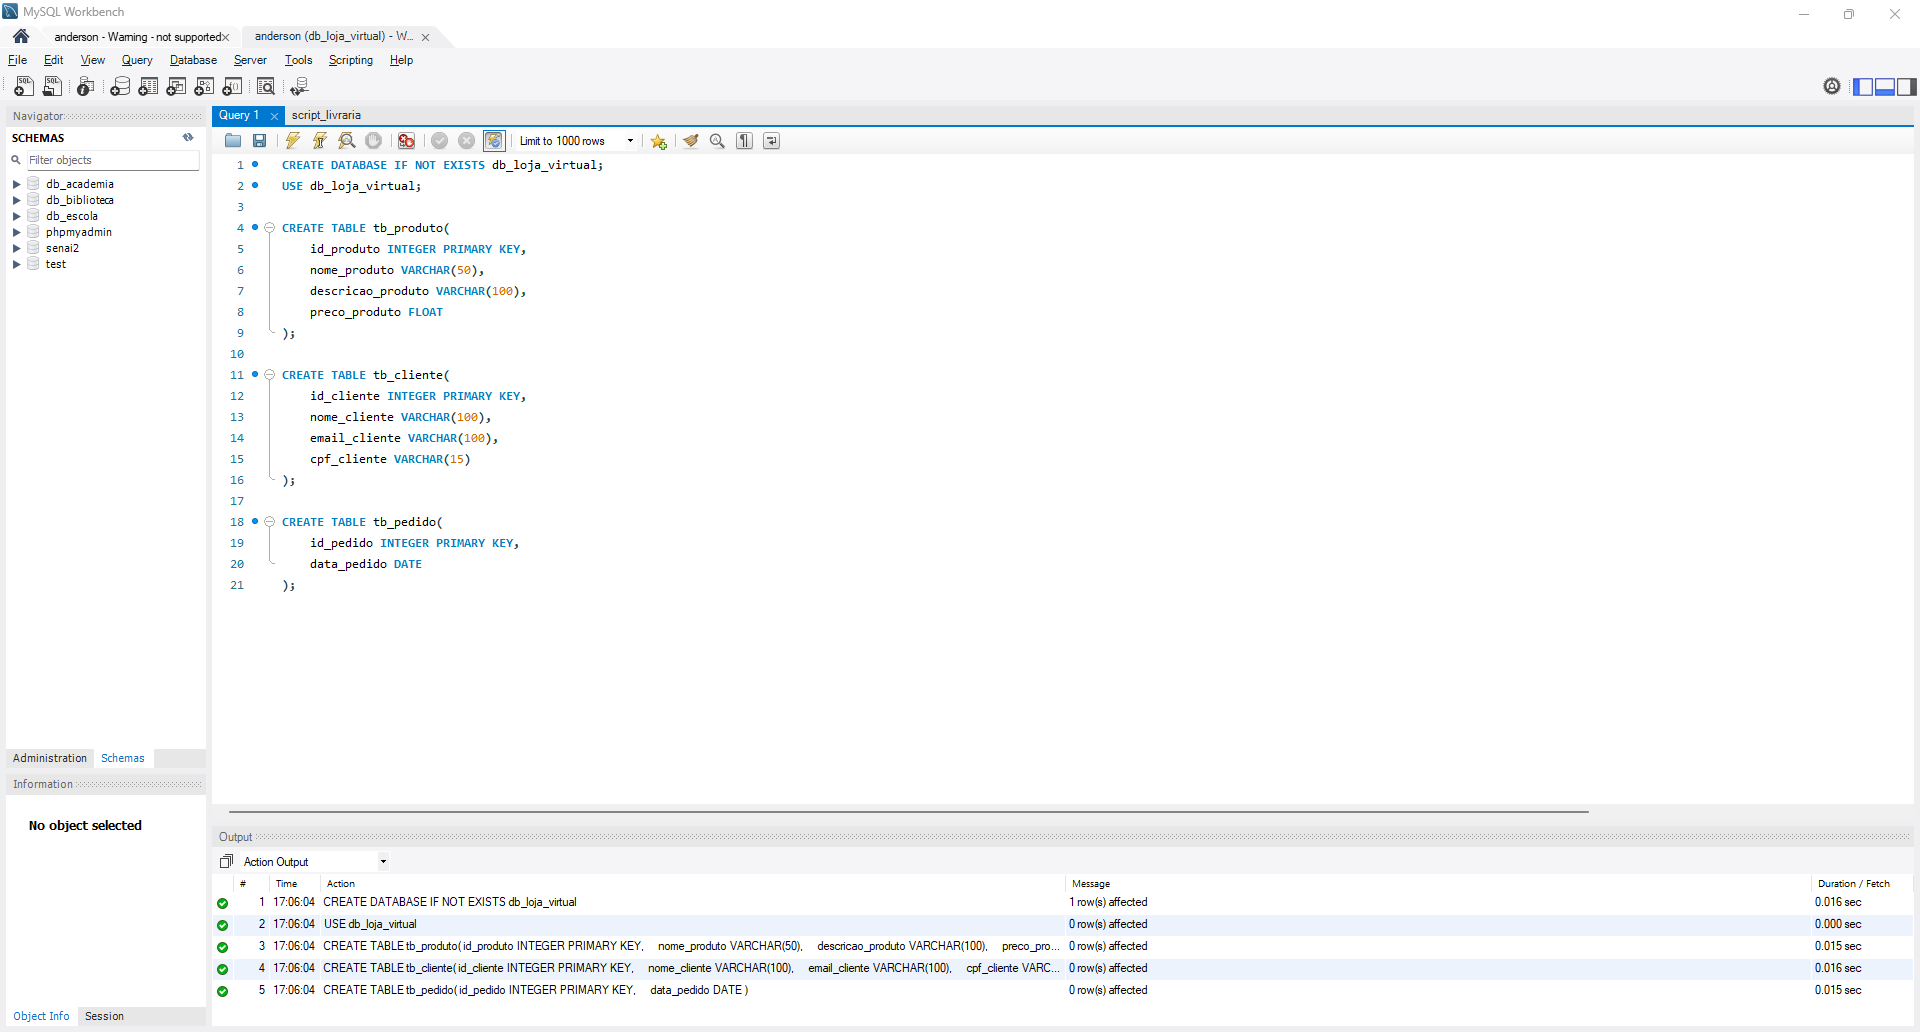 MySQL Workbench
anderson - Warning - not supported
anderson (db_loja_virtual) - W...
File Edit View Query Database Server Tools Scripting Help
Navigator
SCHEMAS
Filter objects
db_academia
db_biblioteca
db_escola
phpmyadmin
senai2
test
Administration Schemas
Information
No object selected
Object Info Session
Query 1 script_livraria
Limit to 1000 rows
1 CREATE DATABASE IF NOT EXISTS db_loja_virtual;
2 USE db_loja_virtual;
3
4 CREATE TABLE tb_produto(
5 id_produto INTEGER PRIMARY KEY,
6 nome_produto VARCHAR(50),
7 descricao_produto VARCHAR(100),
8 preco_produto FLOAT
9 );
10
11 CREATE TABLE tb_cliente(
12 id_cliente INTEGER PRIMARY KEY,
13 nome_cliente VARCHAR(100),
14 email_cliente VARCHAR(100),
15 cpf_cliente VARCHAR(15)
16 );
17
18 CREATE TABLE tb_pedido(
19 id_pedido INTEGER PRIMARY KEY,
20 data_pedido DATE
21 );
Output
Action Output
# Time Action Message Duration / Fetch
1 17:06:04 CREATE DATABASE IF NOT EXISTS db_loja_virtual 1 row(s) affected 0.016 sec
2 17:06:04 USE db_loja_virtual 0 row(s) affected 0.000 sec
3 17:06:04 CREATE TABLE tb_produto( id_produto INTEGER PRIMARY KEY, nome_produto VARCHAR(50), descricao_produto VARCHAR(100), preco_pro... 0 row(s) affected 0.015 sec
4 17:06:04 CREATE TABLE tb_cliente( id_cliente INTEGER PRIMARY KEY, nome_cliente VARCHAR(100), email_cliente VARCHAR(100), cpf_cliente VARC... 0 row(s) affected 0.016 sec
5 17:06:04 CREATE TABLE tb_pedido( id_pedido INTEGER PRIMARY KEY, data_pedido DATE ) 0 row(s) affected 0.015 sec